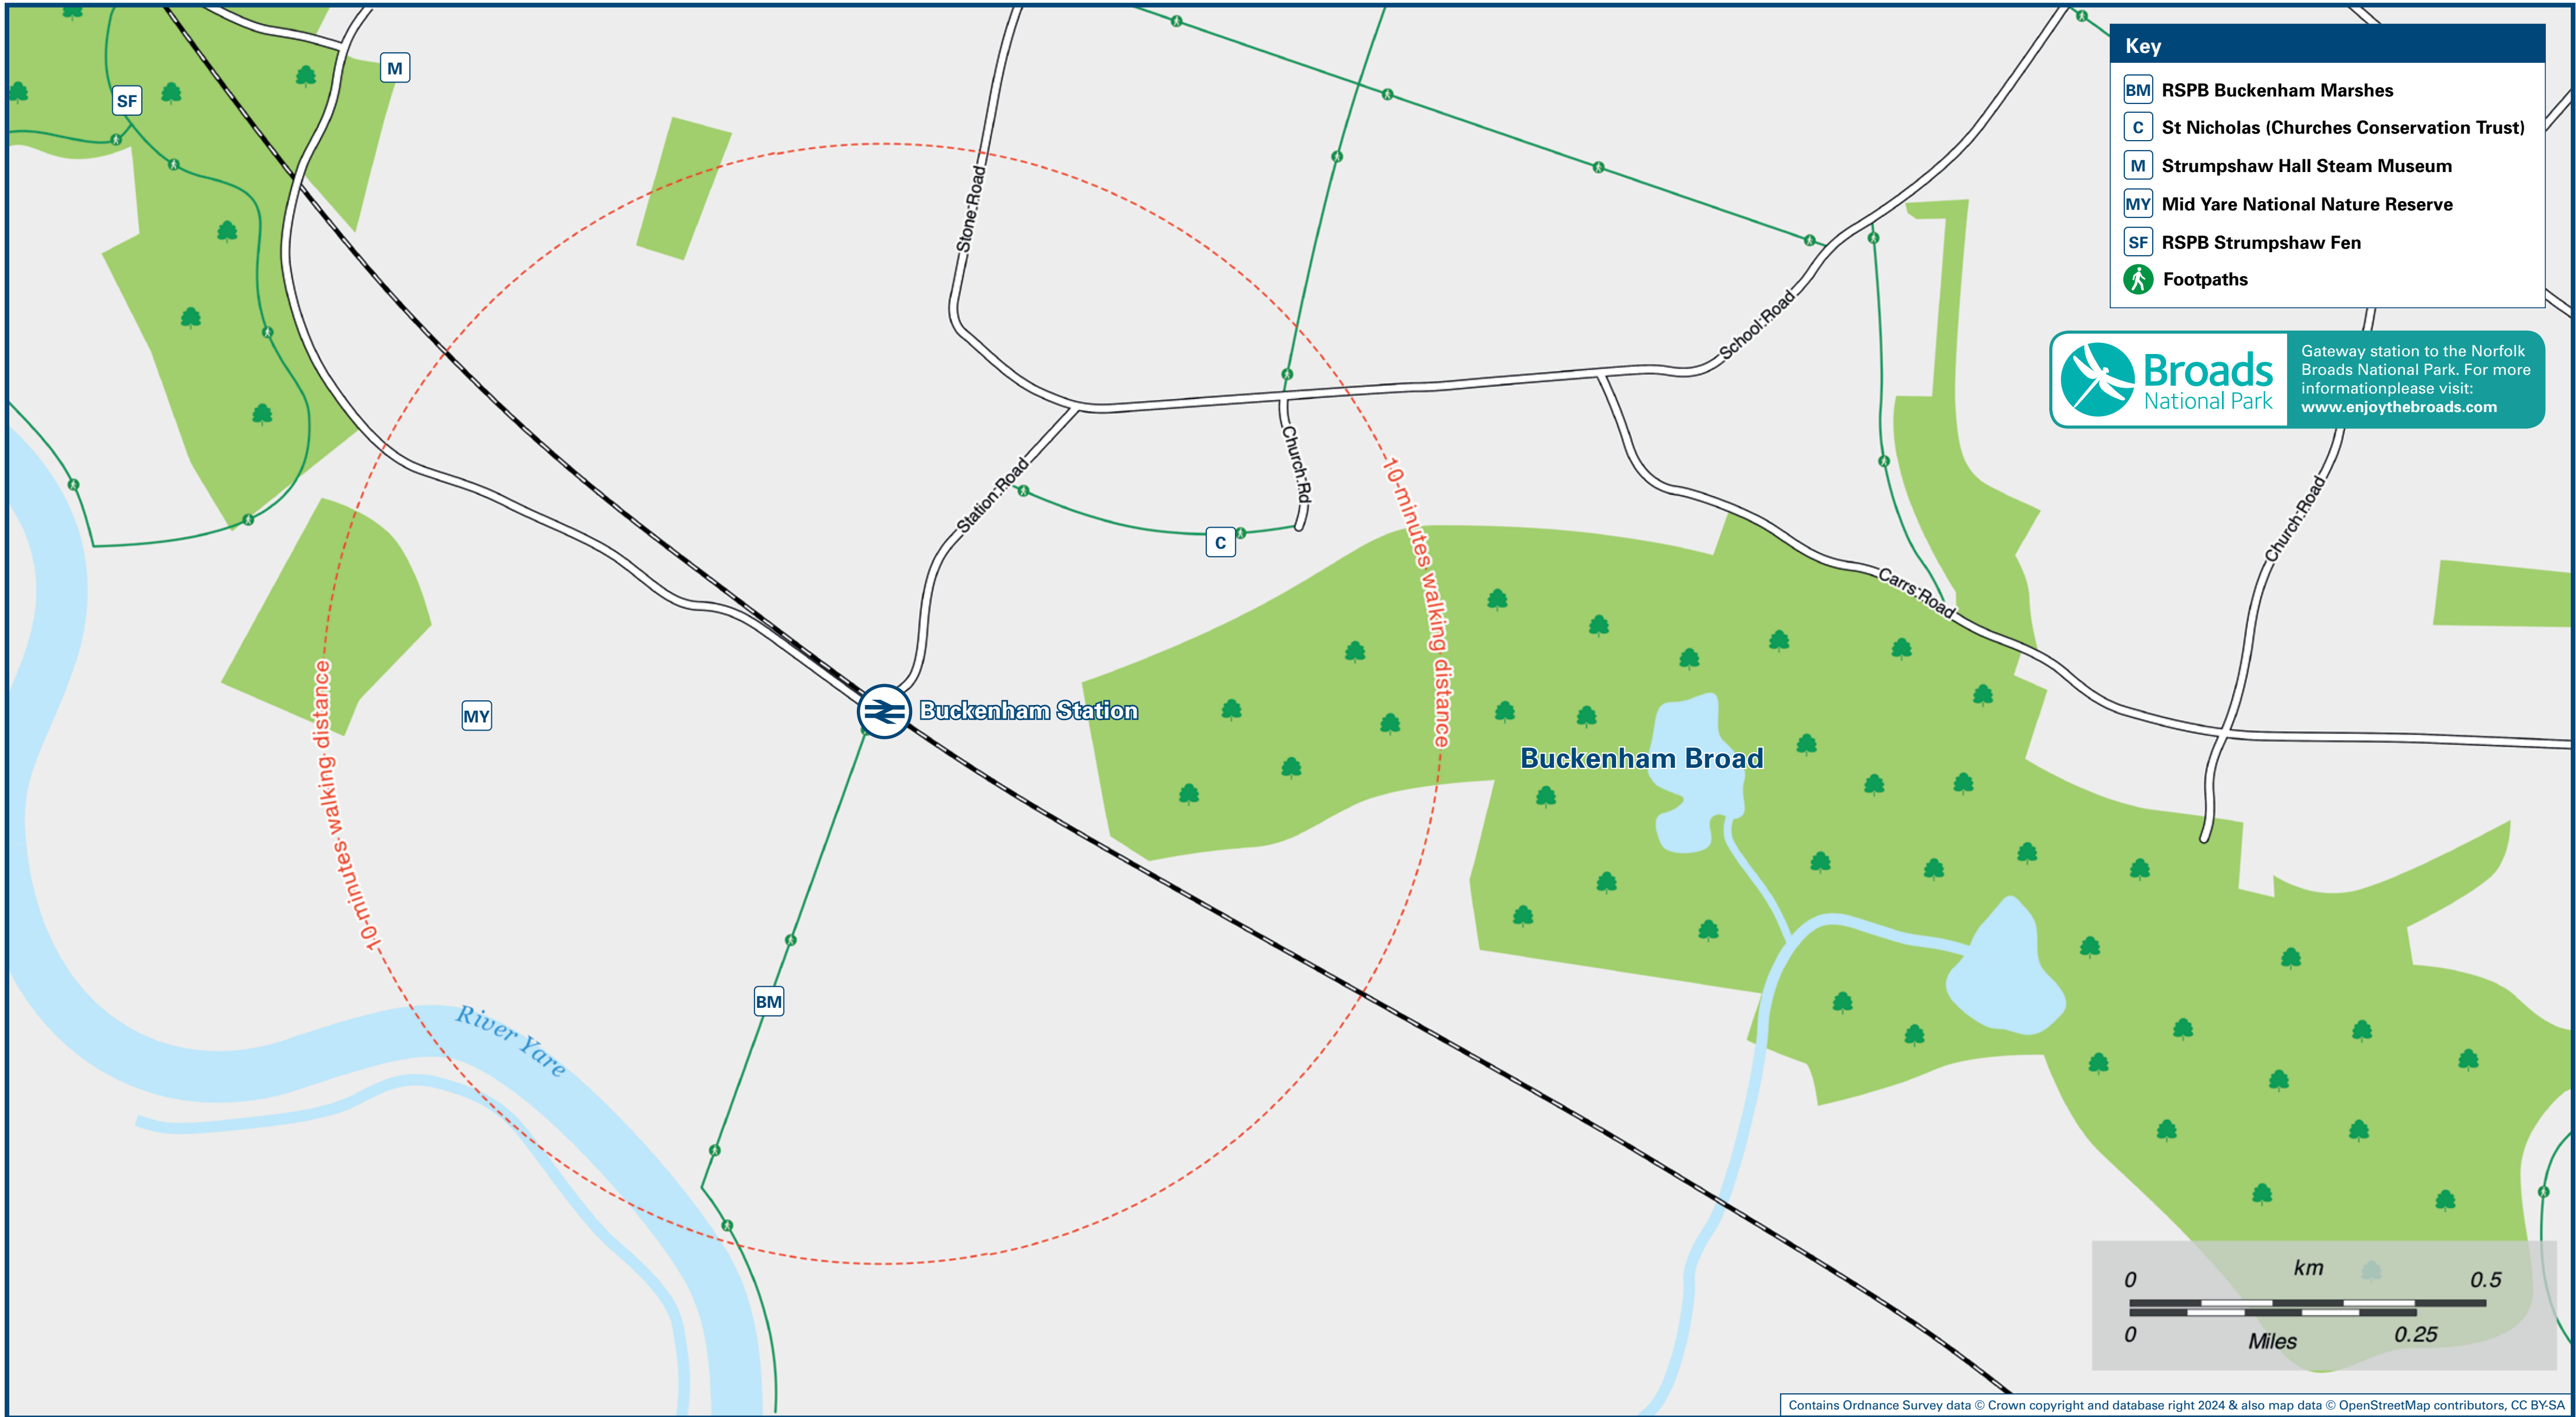 Key
BM RSPB Buckenham Marshes
C St Nicholas (Churches Conservation Trust)
M Strumpshaw Hall Steam Museum
MY Mid Yare National Nature Reserve
SF RSPB Strumpshaw Fen
Footpaths
Broads
National Park
Gateway station to the Norfolk
Broads National Park. For more
informationplease visit:
www.enjoythebroads.com
M
SF
Stone Road
School Road
Church Rd
Station Road
C
10-minutes walking distance
Carrs Road
Church Road
10-minutes walking distance
MY
Buckenham Station
Buckenham Broad
BM
River Yare
km
0 0.5
0 Miles 0.25
Contains Ordnance Survey data © Crown copyright and database right 2024 & also map data © OpenStreetMap contributors, CC BY-SA